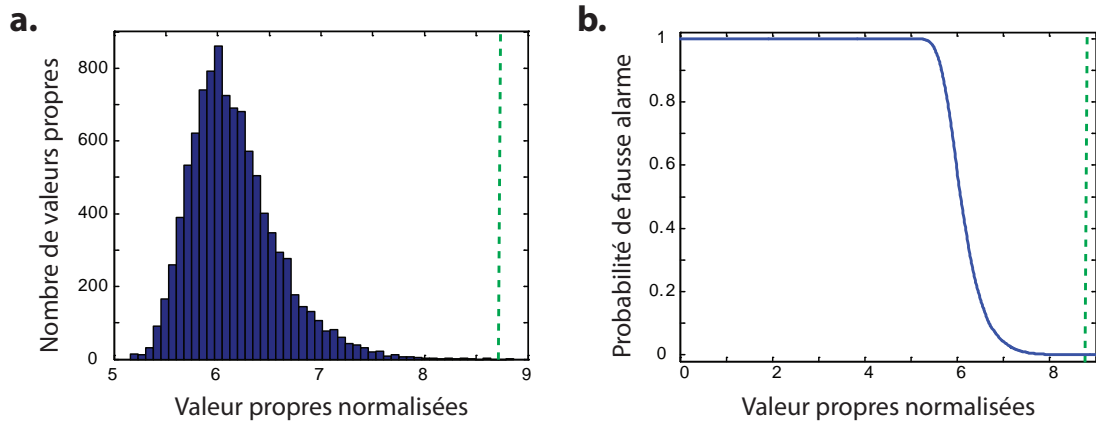 a.
Nombre de valeurs propres
800
600
400
200
0
5 6 7 8 9
Valeur propres normalisées
b.
Probabilité de fausse alarme
1
0.8
0.6
0.4
0.2
0
0 2 4 6 8
Valeur propres normalisées